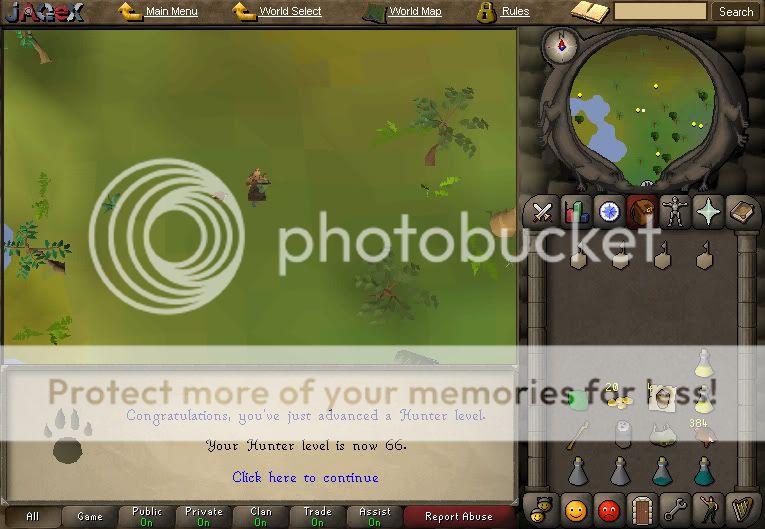 JAGeX
Main Menu
World Select
World Map
Rules
Search
N
photobucket
Protect more of your memories for less!
20
4
384
Congratulations, you've just advanced a Hunter level.
Your Hunter level is now 66.
Click here to continue
All
Game
Public
On
Private
On
Clan
On
Trade
On
Assist
On
Report Abuse